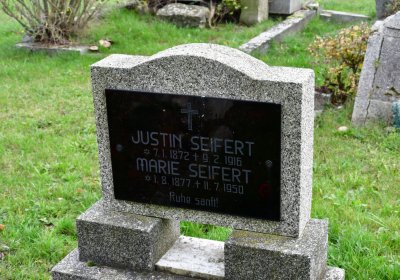 JUSTIN SEIFERT
* 7.1.1872 + 9.2.1916
MARIE SEIFERT
* 1.8.1877 + 11.7.1950
Ruhe sanft!